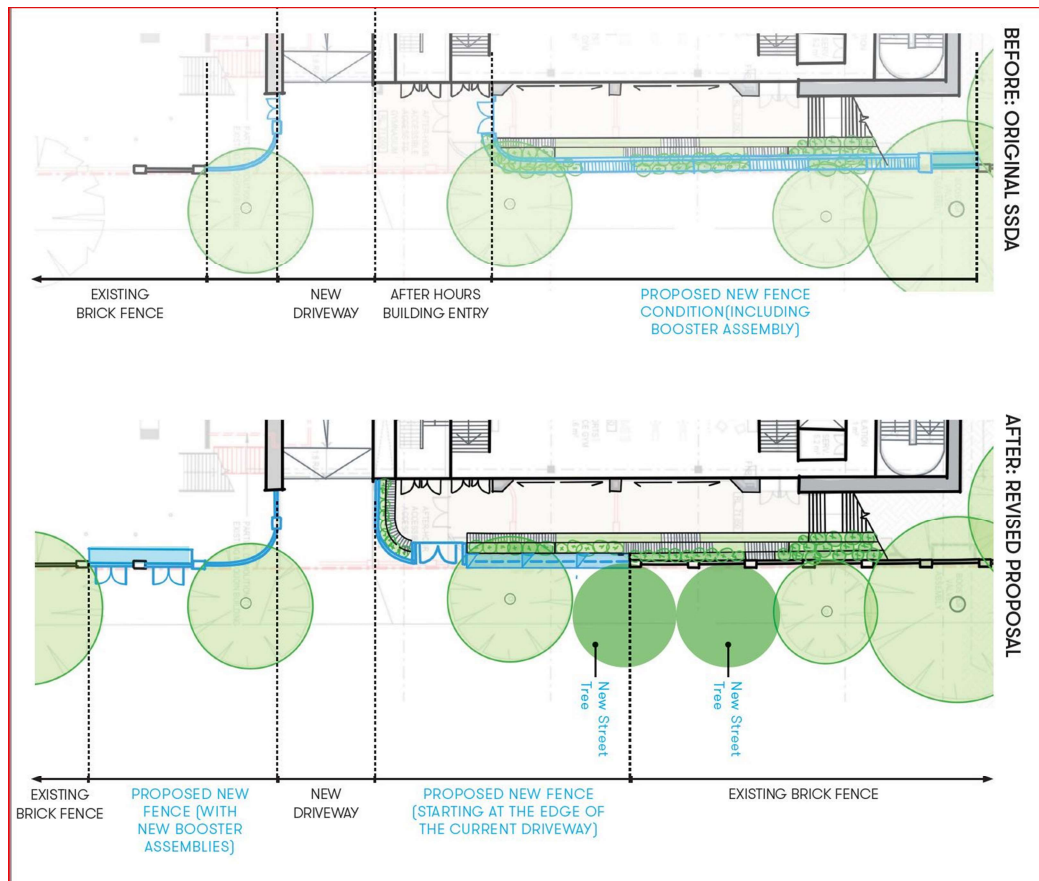 BEFORE: ORIGINAL SSDA
EXISTING
BRICK FENCE
NEW
DRIVEWAY
AFTER HOURS
BUILDING ENTRY
PROPOSED NEW FENCE
CONDITION(INCLUDING
BOOSTER ASSEMBLY)
AFTER: REVISED PROPOSAL
New Street
Tree
New Street
Tree
EXISTING
BRICK FENCE
PROPOSED NEW
FENCE (WITH
NEW BOOSTER
ASSEMBLIES)
NEW
DRIVEWAY
PROPOSED NEW FENCE
(STARTING AT THE EDGE OF
THE CURRENT DRIVEWAY)
EXISTING BRICK FENCE